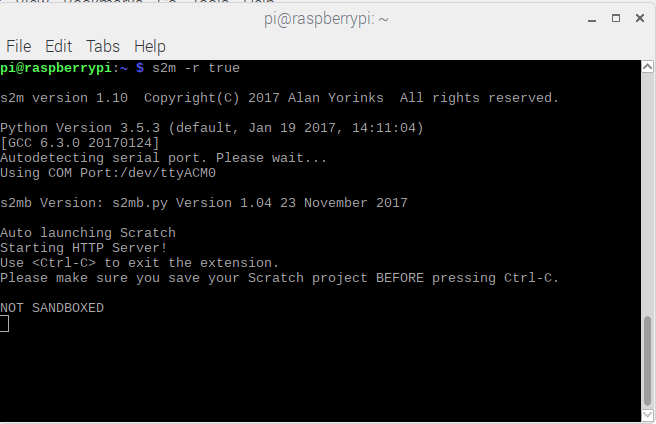 pi@raspberrypi: ~
File Edit Tabs Help
pi@raspberrypi:~ $ s2m -r true
s2m version 1.10  Copyright(C) 2017 Alan Yorinks  All rights reserved.
Python Version 3.5.3 (default, Jan 19 2017, 14:11:04)
[GCC 6.3.0 20170124]
Autodetecting serial port. Please wait...
Using COM Port:/dev/ttyACM0
s2mb Version: s2mb.py Version 1.04 23 November 2017
Auto launching Scratch
Starting HTTP Server!
Use <Ctrl-C> to exit the extension.
Please make sure you save your Scratch project BEFORE pressing Ctrl-C.
NOT SANDBOXED